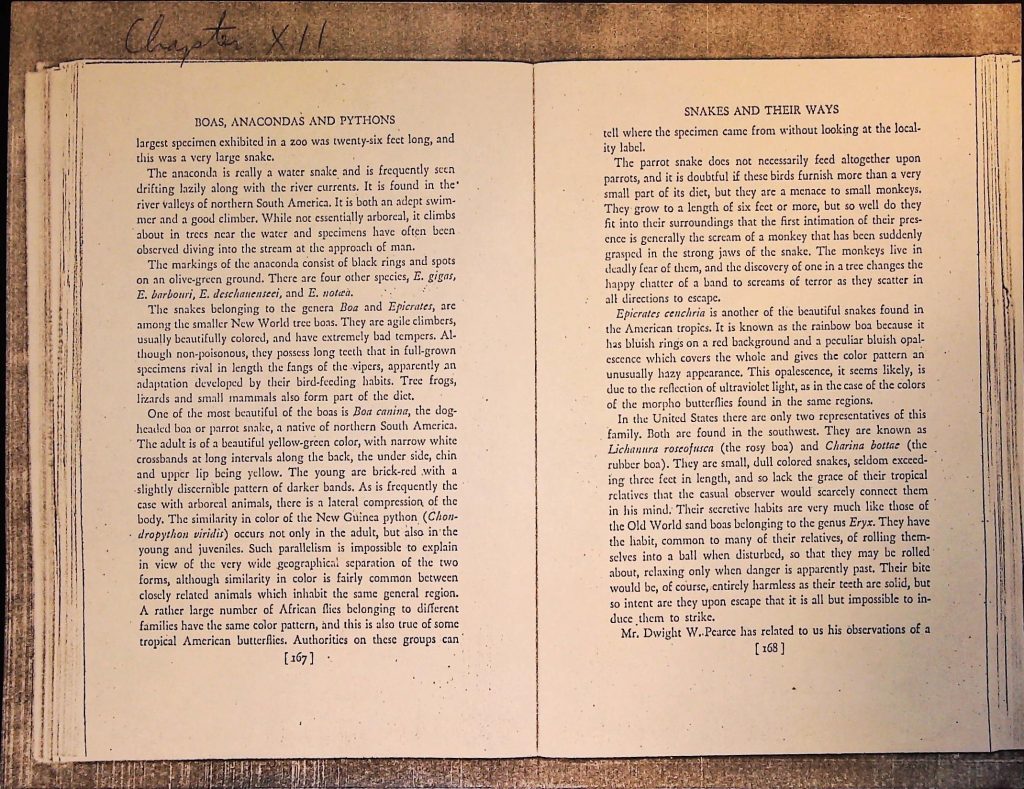 Chapter XII
BOAS, ANACONDAS AND PYTHONS
largest specimen exhibited in a zoo was twenty-six feet long, and
this was a very large snake.
The anaconda is really a water snake and is frequently seen
drifting lazily along with the river currents. It is found in the
river valleys of northern South America. It is both an adept swim-
mer and a good climber. While not essentially arboreal, it climbs
about in trees near the water and specimens have often been
observed diving into the stream at the approach of man.
The markings of the anaconda consist of black rings and spots
on an olive-green ground. There are four other species, E. gigas,
E. barbouri, E. deschauenseei, and E. notæa.
The snakes belonging to the genera Boa and Epicrates, are
among the smaller New World tree boas. They are agile climbers,
usually beautifully colored, and have extremely bad tempers. Al-
though non-poisonous, they possess long teeth that in full-grown
specimens rival in length the fangs of the vipers, apparently an
adaptation developed by their bird-feeding habits. Tree frogs,
lizards and small mammals also form part of the diet.
One of the most beautiful of the boas is Boa canina, the dog-
headed boa or parrot snake, a native of northern South America.
The adult is of a beautiful yellow-green color, with narrow white
crossbands at long intervals along the back, the under side, chin
and upper lip being yellow. The young are brick-red with a
slightly discernible pattern of darker bands. As is frequently the
case with arboreal animals, there is a lateral compression of the
body. The similarity in color of the New Guinea python (Chon-
dropython viridis) occurs not only in the adult, but also in the
young and juveniles. Such parallelism is impossible to explain
in view of the very wide geographical separation of the two
forms, although similarity in color is fairly common between
closely related animals which inhabit the same general region.
A rather large number of African flies belonging to different
families have the same color pattern, and this is also true of some
tropical American butterflies. Authorities on these groups can
[ 167 ]
SNAKES AND THEIR WAYS
tell where the specimen came from without looking at the local-
ity label.
The parrot snake does not necessarily feed altogether upon
parrots, and it is doubtful if these birds furnish more than a very
small part of its diet, but they are a menace to small monkeys.
They grow to a length of six feet or more, but so well do they
fit into their surroundings that the first intimation of their pres-
ence is generally the scream of a monkey that has been suddenly
grasped in the strong jaws of the snake. The monkeys live in
deadly fear of them, and the discovery of one in a tree changes the
happy chatter of a band to screams of terror as they scatter in
all directions to escape.
Epicrates cenchria is another of the beautiful snakes found in
the American tropics. It is known as the rainbow boa because it
has bluish rings on a red background and a peculiar bluish opal-
escence which covers the whole and gives the color pattern an
unusually hazy appearance. This opalescence, it seems likely, is
due to the reflection of ultraviolet light, as in the case of the colors
of the morpho butterflies found in the same regions.
In the United States there are only two representatives of this
family. Both are found in the southwest. They are known as
Lichanura roseofusca (the rosy boa) and Charina bottae (the
rubber boa). They are small, dull colored snakes, seldom exceed-
ing three feet in length, and so lack the grace of their tropical
relatives that the casual observer would scarcely connect them
in his mind. Their secretive habits are very much like those of
the Old World sand boas belonging to the genus Eryx. They have
the habit, common to many of their relatives, of rolling them-
selves into a ball when disturbed, so that they may be rolled
about, relaxing only when danger is apparently past. Their bite
would be, of course, entirely harmless as their teeth are solid, but
so intent are they upon escape that it is all but impossible to in-
duce them to strike.
Mr. Dwight W. Pearce has related to us his observations of a
[ 168 ]